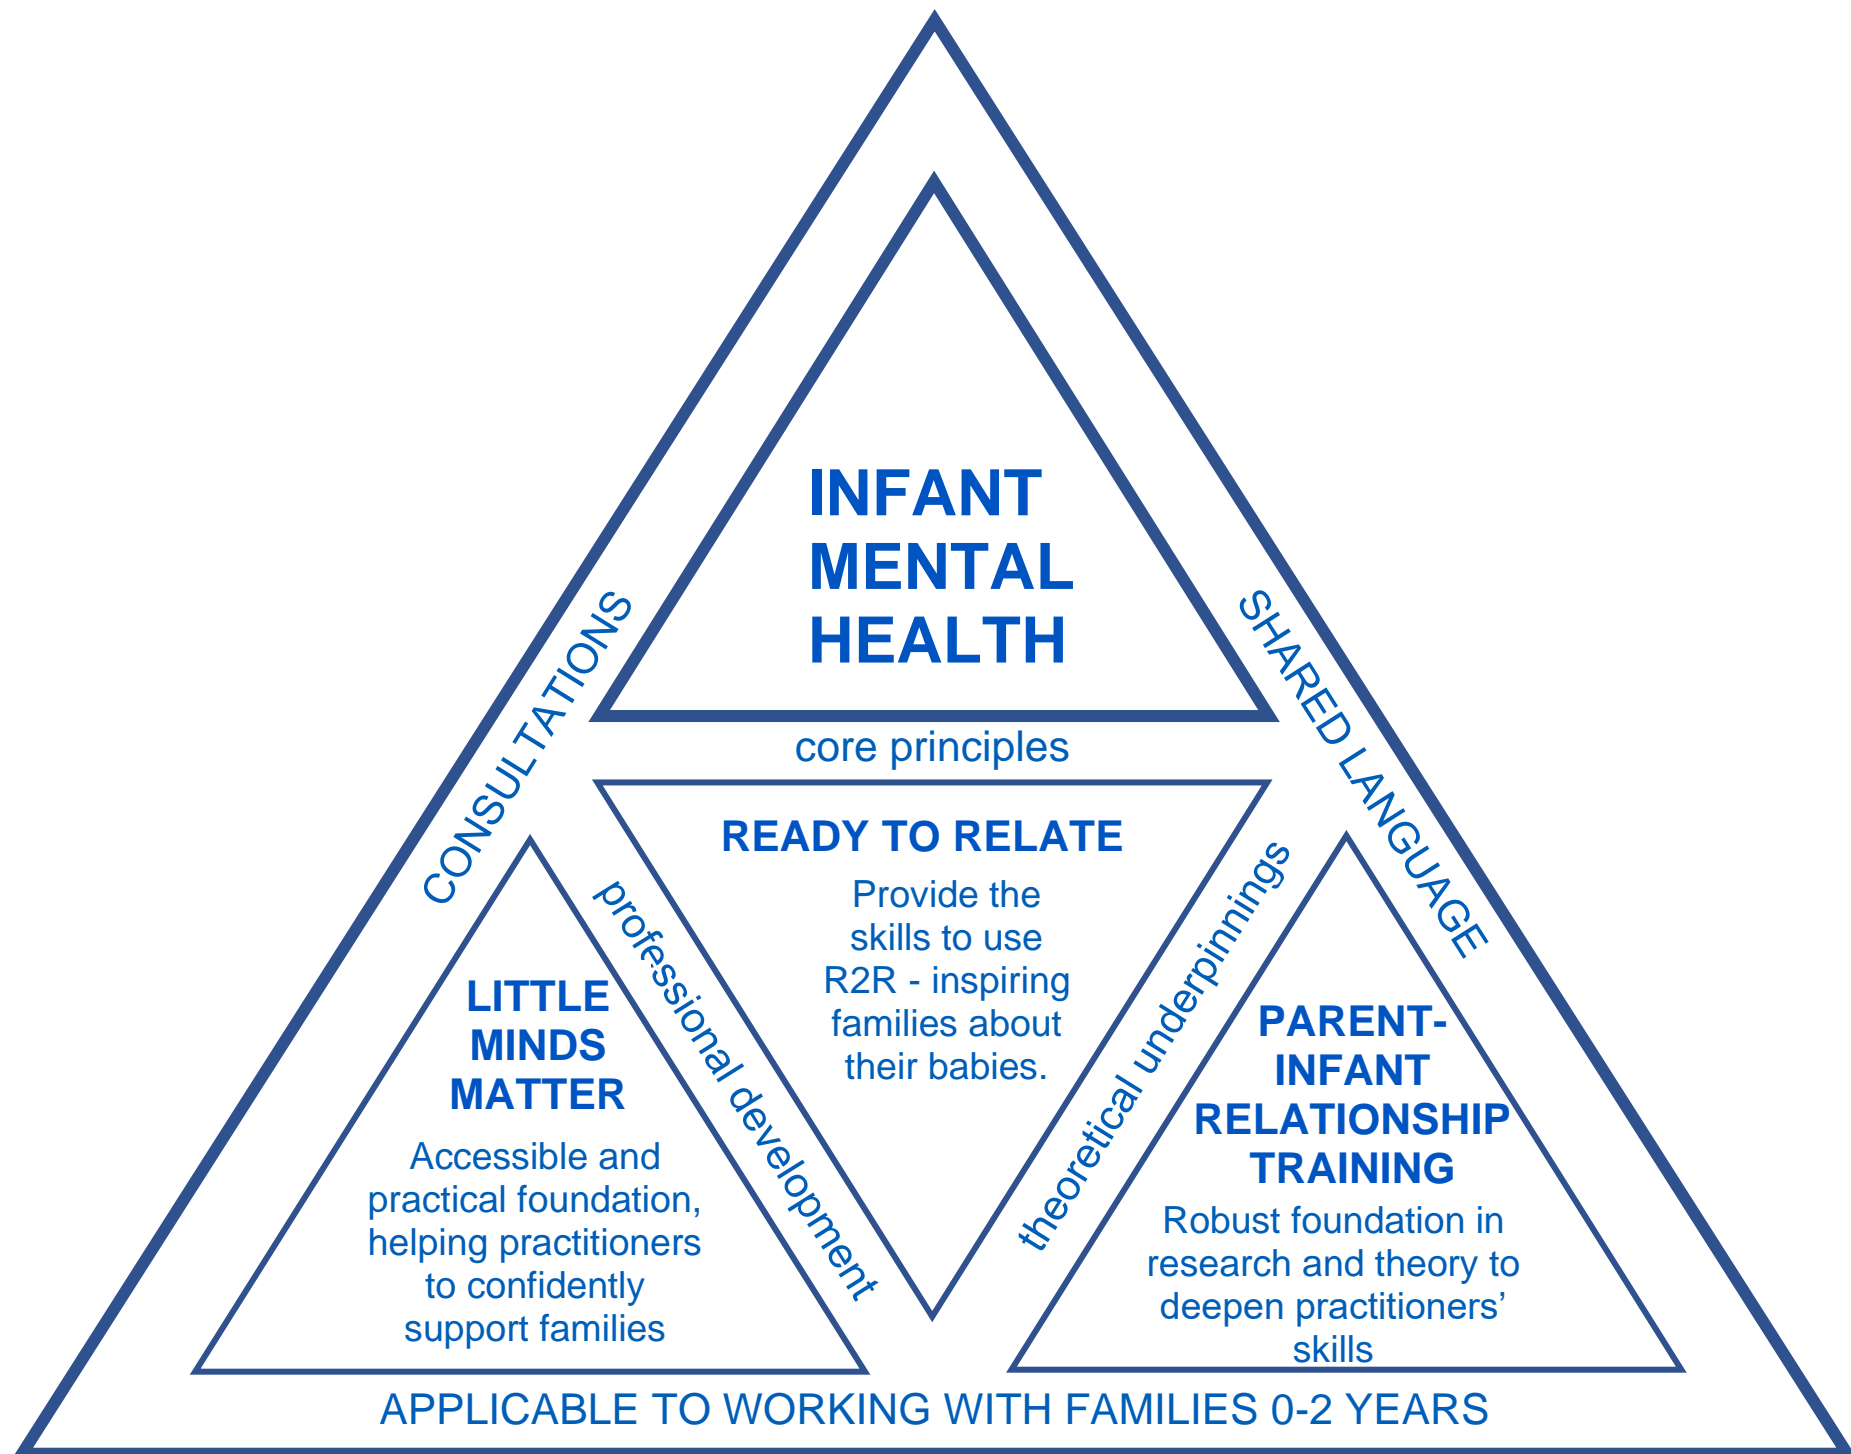 INFANT
MENTAL
HEALTH
CONSULTATIONS
SHARED LANGUAGE
core principles
READY TO RELATE
Provide the
skills to use
R2R - inspiring
families about
their babies.
professional development
theoretical underpinnings
LITTLE
MINDS
MATTER
Accessible and
practical foundation,
helping practitioners
to confidently
support families
PARENT-
INFANT
RELATIONSHIP
TRAINING
Robust foundation in
research and theory to
deepen practitioners’
skills
APPLICABLE TO WORKING WITH FAMILIES 0-2 YEARS